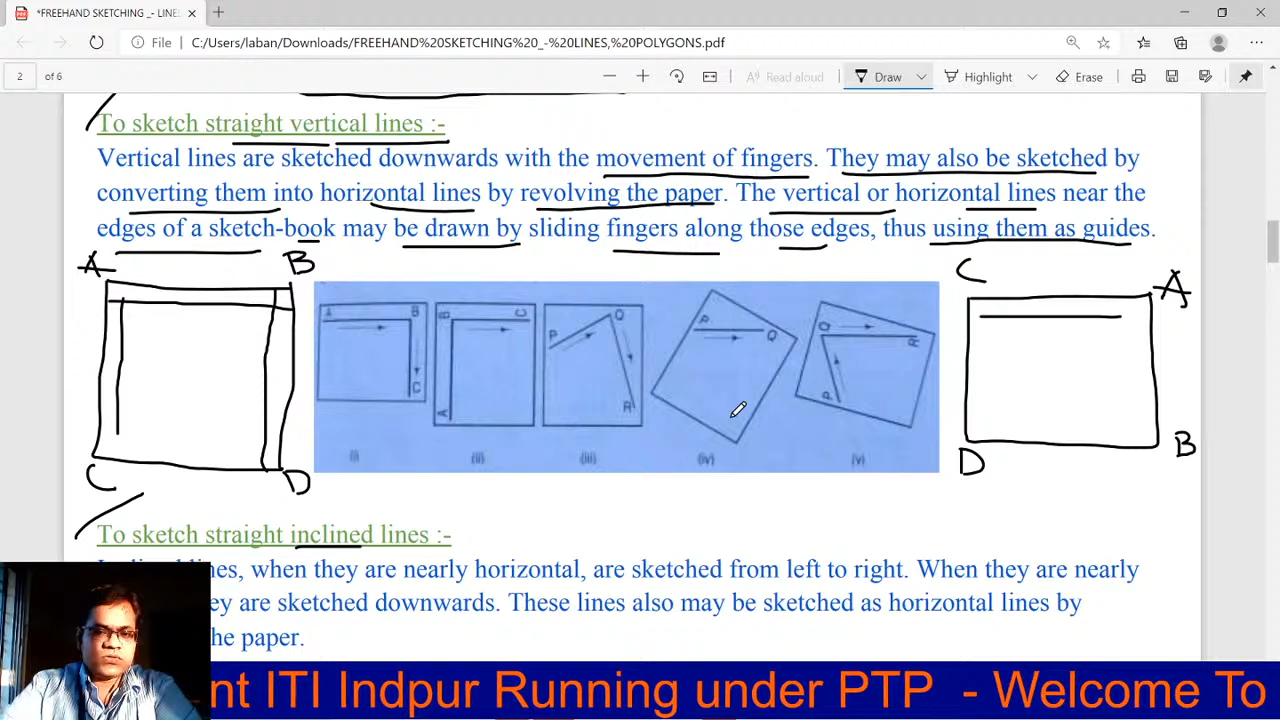 *FREEHAND SKETCHING _- LINES
File C:/Users/laban/Downloads/FREEHAND%20SKETCHING%20_-%20LINES,%20POLYGONS.pdf
2 of 6 Read aloud Draw Highlight Erase
To sketch straight vertical lines :-
Vertical lines are sketched downwards with the movement of fingers. They may also be sketched by
converting them into horizontal lines by revolving the paper. The vertical or horizontal lines near the
edges of a sketch-book may be drawn by sliding fingers along those edges, thus using them as guides.
A B C A
A B B C Q P Q Q R
P
C A R P
C D D B
(i) (ii) (iii) (iv) (v)
To sketch straight inclined lines :-
lines, when they are nearly horizontal, are sketched from left to right. When they are nearly
ey are sketched downwards. These lines also may be sketched as horizontal lines by
he paper.
nt ITI Indpur Running under PTP - Welcome To